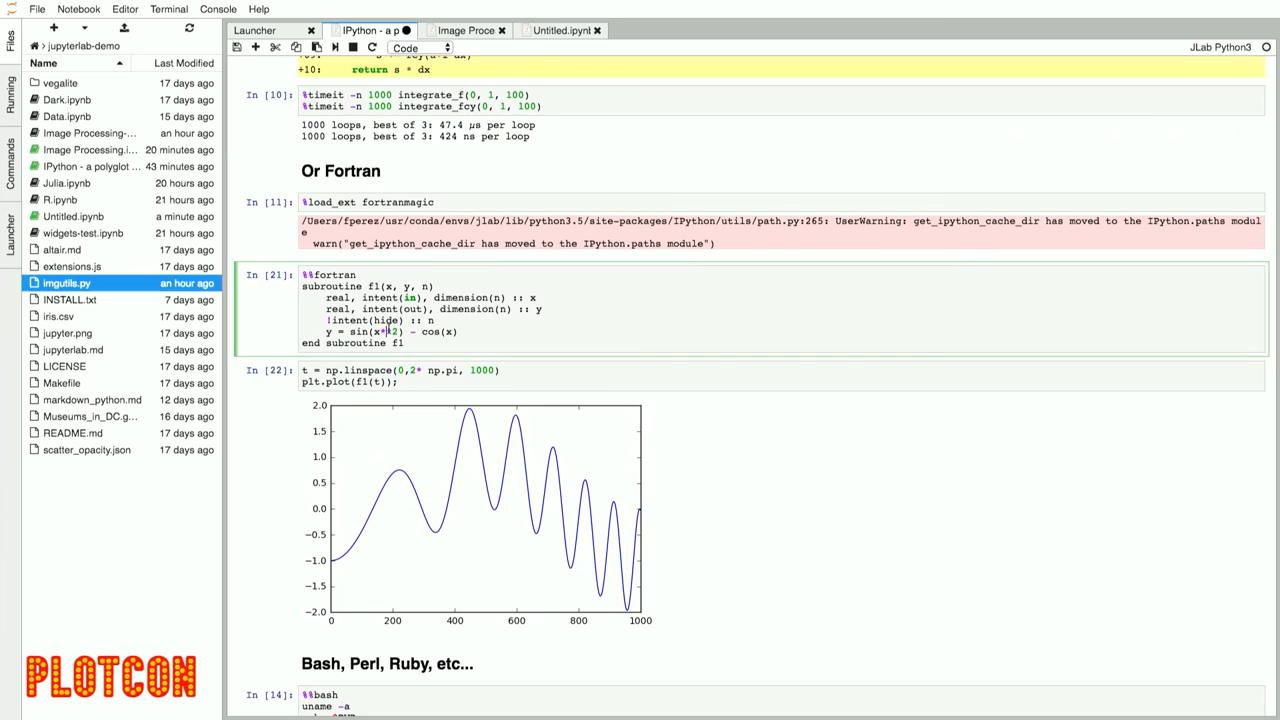 File Notebook Editor Terminal Console Help
Files
Running
Commands
Launcher
jupyterlab-demo
Name Last Modified
vegalite 17 days ago
Dark.ipynb 17 days ago
Data.ipynb 15 days ago
Image Processing-... an hour ago
Image Processing.i... 20 minutes ago
IPython - a polyglot ... 43 minutes ago
Julia.ipynb 20 hours ago
R.ipynb 21 hours ago
Untitled.ipynb a minute ago
widgets-test.ipynb 21 hours ago
altair.md 17 days ago
extensions.js 17 days ago
imgutils.py an hour ago
INSTALL.txt 7 days ago
iris.csv 17 days ago
jupyter.png 17 days ago
jupyterlab.md 15 days ago
LICENSE 17 days ago
Makefile 17 days ago
markdown_python.md 12 days ago
Museums_in_DC.g... 16 days ago
README.md 17 days ago
scatter_opacity.json 17 days ago
PLOTCON
Launcher IPython - a p Image Proce Untitled.ipynt
Code JLab Python3
+10: return s * dx
In [10]: %timeit -n 1000 integrate_f(0, 1, 100)
%timeit -n 1000 integrate_fcy(0, 1, 100)
1000 loops, best of 3: 47.4 µs per loop
1000 loops, best of 3: 424 ns per loop
Or Fortran
In [11]: %load_ext fortranmagic
/Users/fperez/usr/conda/envs/jlab/lib/python3.5/site-packages/IPython/utils/path.py:265: UserWarning: get_ipython_cache_dir has moved to the IPython.paths modul
e
warn("get_ipython_cache_dir has moved to the IPython.paths module")
In [21]: %%fortran
subroutine f1(x, y, n)
real, intent(in), dimension(n) :: x
real, intent(out), dimension(n) :: y
!intent(hide) :: n
y = sin(x**2) - cos(x)
end subroutine f1
In [22]: t = np.linspace(0,2* np.pi, 1000)
plt.plot(f1(t));
2.0
1.5
1.0
0.5
0.0
−0.5
−1.0
−1.5
−2.0
0 200 400 600 800 1000
Bash, Perl, Ruby, etc...
In [14]: %%bash
uname -a